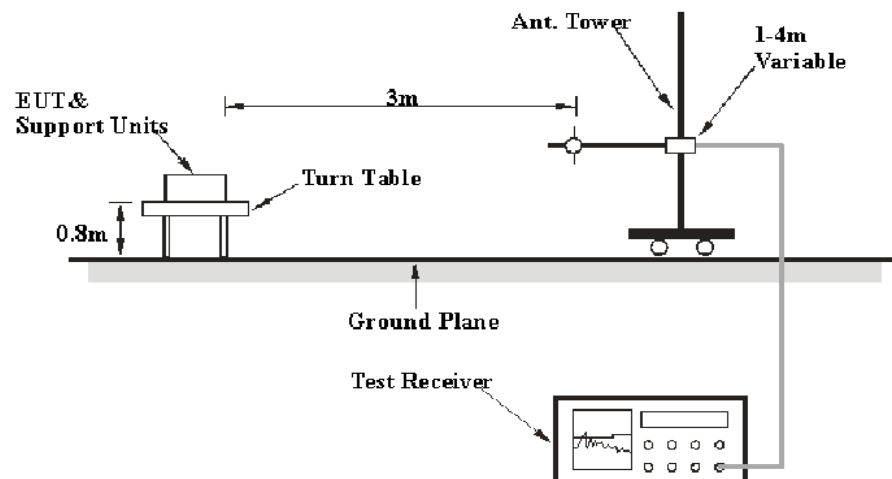 Ant. Tower
1-4m
Variable
3m
EUT&
Support Units
Turn Table
0.8m
Ground Plane
Test Receiver